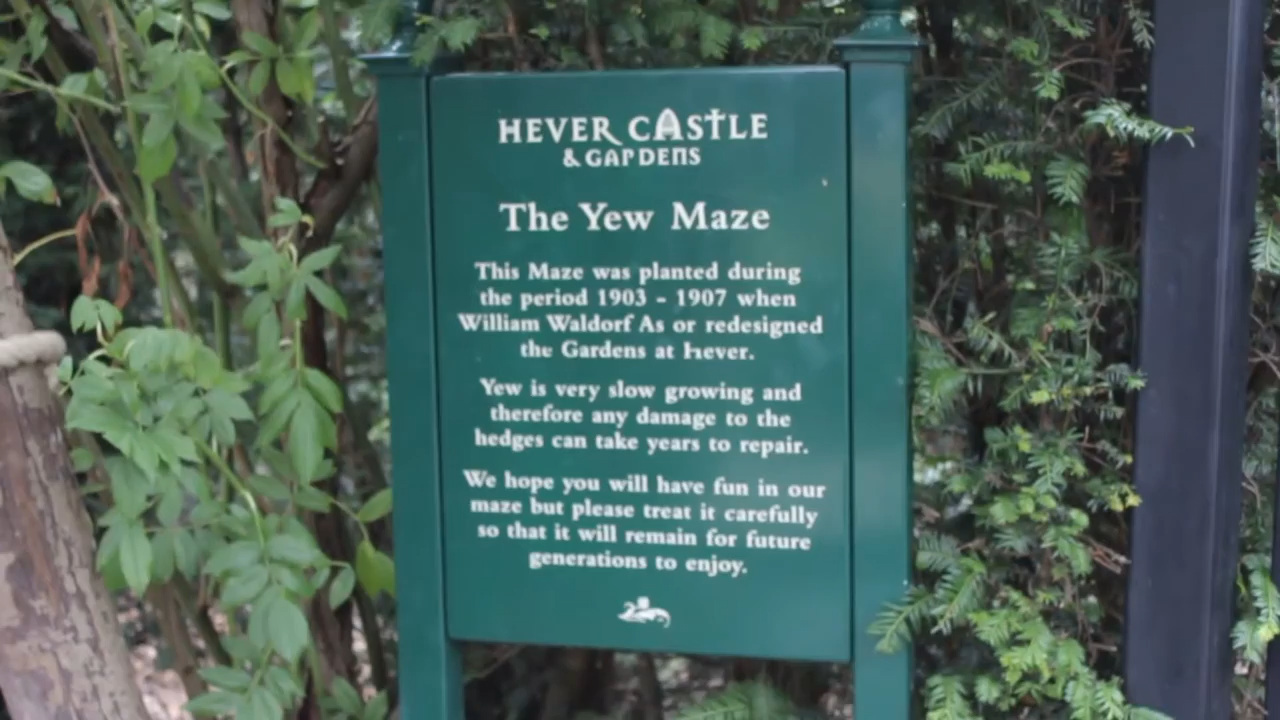 HEVER CASTLE
& GARDENS
The Yew Maze
This Maze was planted during
the period 1903 - 1907 when
William Waldorf As or redesigned
the Gardens at Hever.
Yew is very slow growing and
therefore any damage to the
hedges can take years to repair.
We hope you will have fun in our
maze but please treat it carefully
so that it will remain for future
generations to enjoy.